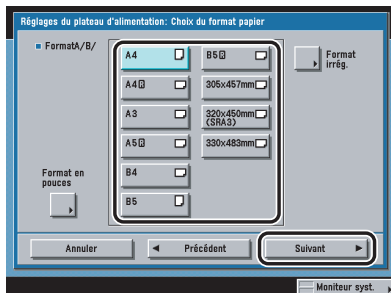 Réglages du plateau d'alimentation: Choix du format papier
FormatA/B/
A4
B5R
Format
irrég.
A4R
305x457mm
A3
320x450mm
(SRA3)
A5R
330x483mm
Format en
pouces
B4
B5
Annuler
Précédent
Suivant
Moniteur syst.